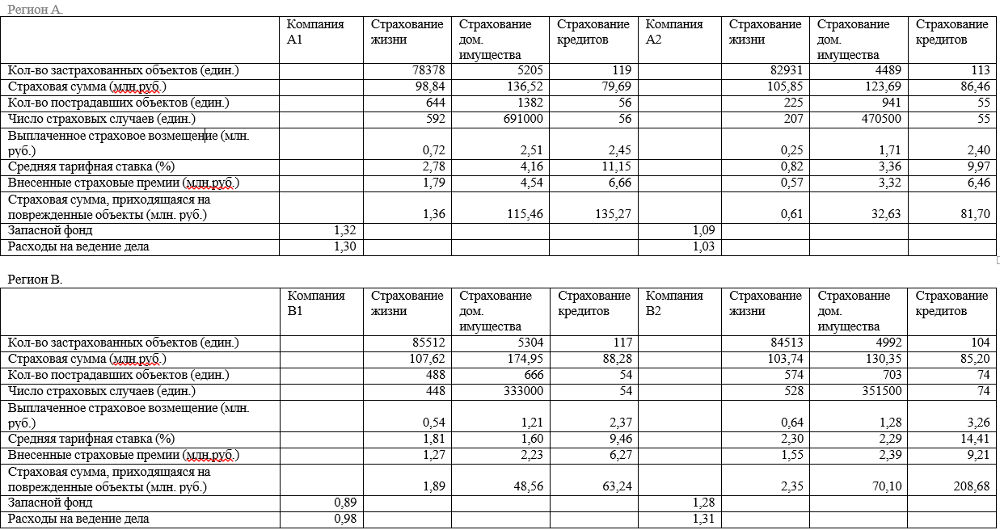 Регион А.
Компания Страхование Страхование Страхование Компания Страхование Страхование Страхование
А1 жизни дом. кредитов А2 жизни дом. кредитов
имущества имущества
Кол-во застрахованных объектов (един.) 78378 5205 119 82931 4489 113
Страховая сумма (млн.руб.) 98,84 136,52 79,69 105,85 123,69 86,46
Кол-во пострадавших объектов (един.) 644 1382 56 225 941 55
Число страховых случаев (един.) 592 691000 56 207 470500 55
Выплаченное страховое возмещение (млн.
руб.) 0,72 2,51 2,45 0,25 1,71 2,40
Средняя тарифная ставка (%) 2,78 4,16 11,15 0,82 3,36 9,97
Внесенные страховые премии (млн.руб.) 1,79 4,54 6,66 0,57 3,32 6,46
Страховая сумма, приходящаяся на
поврежденные объекты (млн. руб.) 1,36 115,46 135,27 0,61 32,63 81,70
Запасной фонд 1,32 1,09
Расходы на ведение дела 1,30 1,03
Регион В.
Компания Страхование Страхование Страхование Компания Страхование Страхование Страхование
В1 жизни дом. кредитов В2 жизни дом. кредитов
имущества имущества
Кол-во застрахованных объектов (един.) 85512 5304 117 84513 4992 104
Страховая сумма (млн.руб.) 107,62 174,95 88,28 103,74 130,35 85,20
Кол-во пострадавших объектов (един.) 488 666 54 574 703 74
Число страховых случаев (един.) 448 333000 54 528 351500 74
Выплаченное страховое возмещение (млн.
руб.) 0,54 1,21 2,37 0,64 1,28 3,26
Средняя тарифная ставка (%) 1,81 1,60 9,46 2,30 2,29 14,41
Внесенные страховые премии (млн.руб.) 1,27 2,23 6,27 1,55 2,39 9,21
Страховая сумма, приходящаяся на
поврежденные объекты (млн. руб.) 1,89 48,56 63,24 2,35 70,10 208,68
Запасной фонд 0,89 1,28
Расходы на ведение дела 0,98 1,31